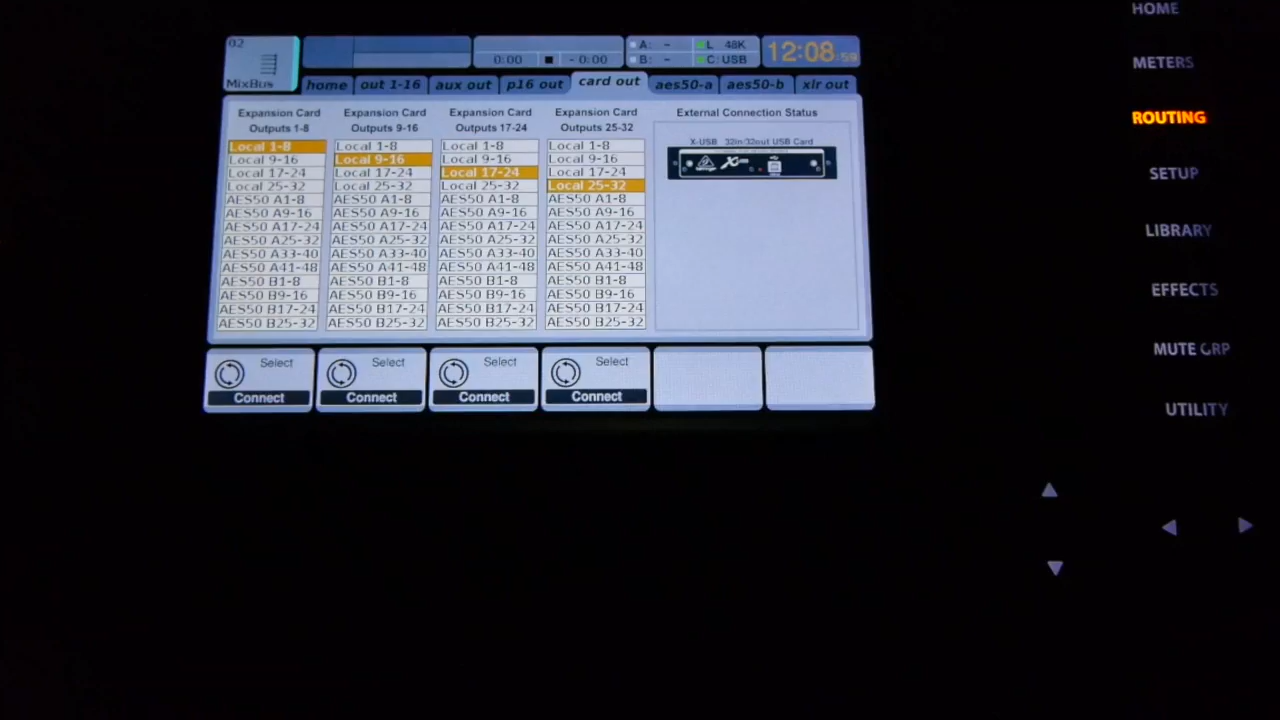 HOME
METERS
ROUTING
SETUP
LIBRARY
EFFECTS
MUTE GRP
UTILITY
02
MixBus
0:00 - 0:00
A: - L 48K
B: - C: USB
12:08:59
home out 1-16 aux out p16 out card out aes50-a aes50-b xlr out
Expansion Card
Outputs 1-8
Local 1-8
Local 9-16
Local 17-24
Local 25-32
AES50 A1-8
AES50 A9-16
AES50 A17-24
AES50 A25-32
AES50 A33-40
AES50 A41-48
AES50 B1-8
AES50 B9-16
AES50 B17-24
AES50 B25-32
Expansion Card
Outputs 9-16
Local 1-8
Local 9-16
Local 17-24
Local 25-32
AES50 A1-8
AES50 A9-16
AES50 A17-24
AES50 A25-32
AES50 A33-40
AES50 A41-48
AES50 B1-8
AES50 B9-16
AES50 B17-24
AES50 B25-32
Expansion Card
Outputs 17-24
Local 1-8
Local 9-16
Local 17-24
Local 25-32
AES50 A1-8
AES50 A9-16
AES50 A17-24
AES50 A25-32
AES50 A33-40
AES50 A41-48
AES50 B1-8
AES50 B9-16
AES50 B17-24
AES50 B25-32
Expansion Card
Outputs 25-32
Local 1-8
Local 9-16
Local 17-24
Local 25-32
AES50 A1-8
AES50 A9-16
AES50 A17-24
AES50 A25-32
AES50 A33-40
AES50 A41-48
AES50 B1-8
AES50 B9-16
AES50 B17-24
AES50 B25-32
External Connection Status
X-USB 32in/32out USB Card
Select
Connect
Select
Connect
Select
Connect
Select
Connect